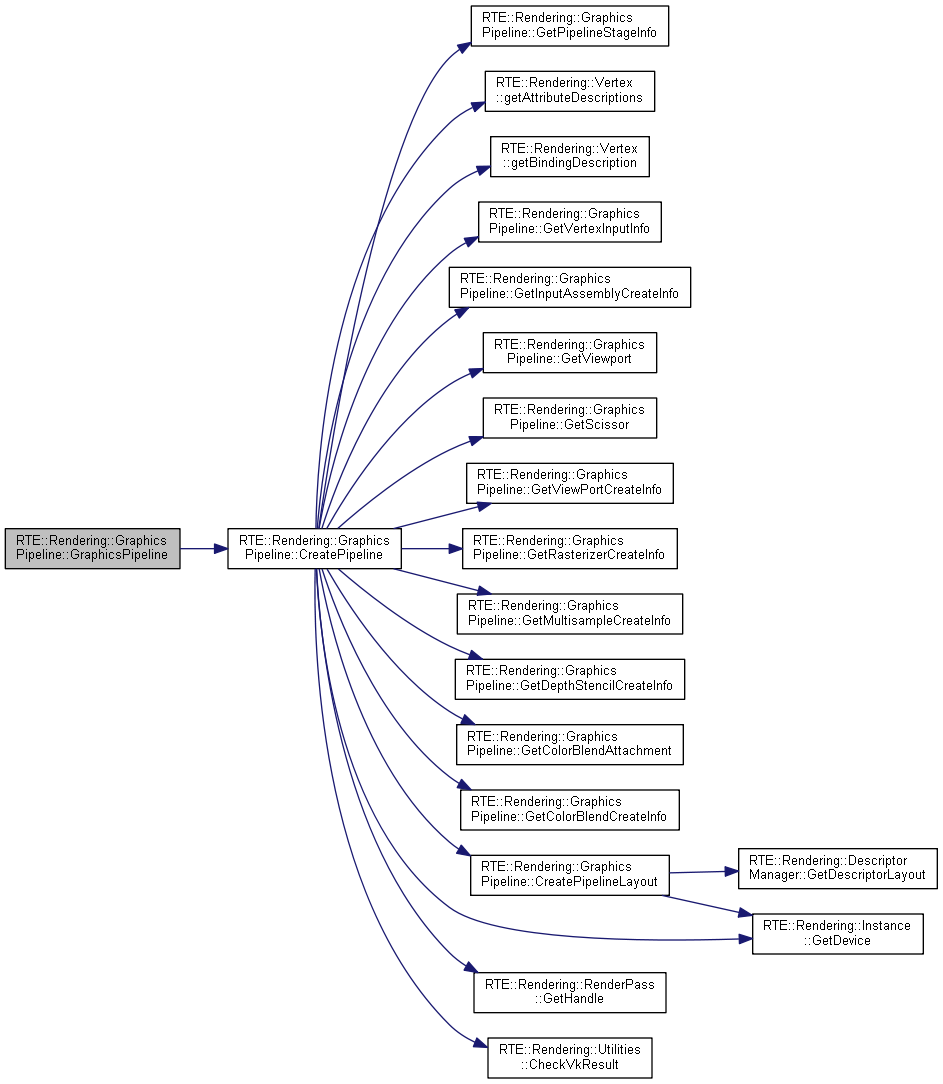 RTE::Rendering::Graphics
Pipeline::GraphicsPipeline
RTE::Rendering::Graphics
Pipeline::CreatePipeline
RTE::Rendering::Graphics
Pipeline::GetPipelineStageInfo
RTE::Rendering::Vertex
::getAttributeDescriptions
RTE::Rendering::Vertex
::getBindingDescription
RTE::Rendering::Graphics
Pipeline::GetVertexInputInfo
RTE::Rendering::Graphics
Pipeline::GetInputAssemblyCreateInfo
RTE::Rendering::Graphics
Pipeline::GetViewport
RTE::Rendering::Graphics
Pipeline::GetScissor
RTE::Rendering::Graphics
Pipeline::GetViewPortCreateInfo
RTE::Rendering::Graphics
Pipeline::GetRasterizerCreateInfo
RTE::Rendering::Graphics
Pipeline::GetMultisampleCreateInfo
RTE::Rendering::Graphics
Pipeline::GetDepthStencilCreateInfo
RTE::Rendering::Graphics
Pipeline::GetColorBlendAttachment
RTE::Rendering::Graphics
Pipeline::GetColorBlendCreateInfo
RTE::Rendering::Graphics
Pipeline::CreatePipelineLayout
RTE::Rendering::Descriptor
Manager::GetDescriptorLayout
RTE::Rendering::Instance
::GetDevice
RTE::Rendering::RenderPass
::GetHandle
RTE::Rendering::Utilities
::CheckVkResult